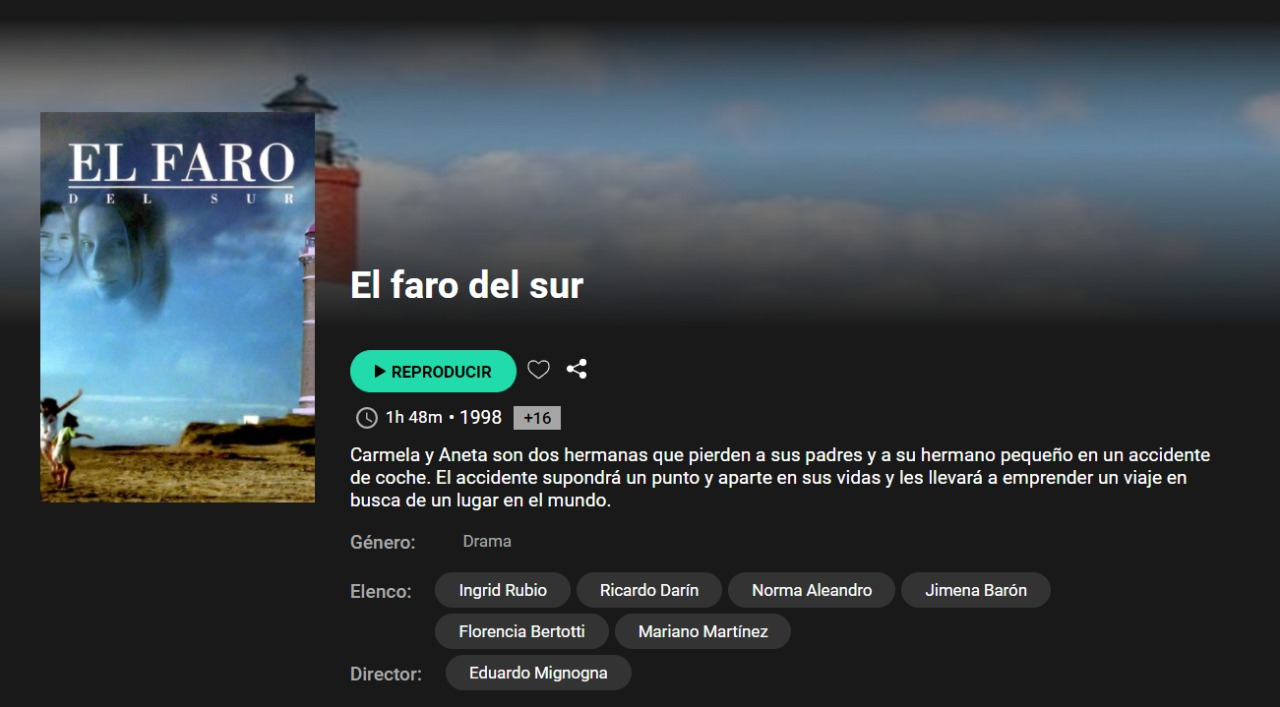 EL FARO
DEL SUR
El faro del sur
REPRODUCIR
1h 48m • 1998 +16
Carmela y Aneta son dos hermanas que pierden a sus padres y a su hermano pequeño en un accidente
de coche. El accidente supondrá un punto y aparte en sus vidas y les llevará a emprender un viaje en
busca de un lugar en el mundo.
Género: Drama
Elenco: Ingrid Rubio Ricardo Darín Norma Aleandro Jimena Barón
Florencia Bertotti Mariano Martínez
Director: Eduardo Mignogna